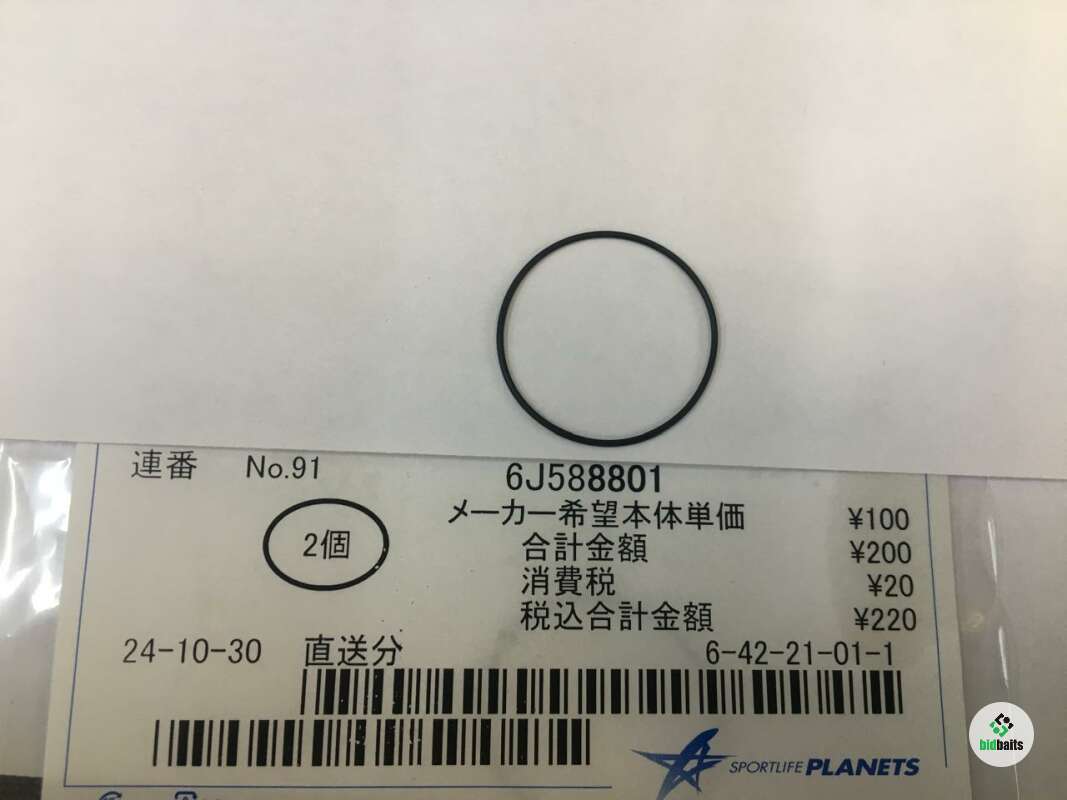 連番 No.91 6J588801
メーカー希望本体単価 ¥100
2個
合計金額 ¥200
消費税 ¥20
税込合計金額 ¥220
24-10-30 直送分 6-42-21-01-1
SPORTLIFE PLANETS
bidbaits